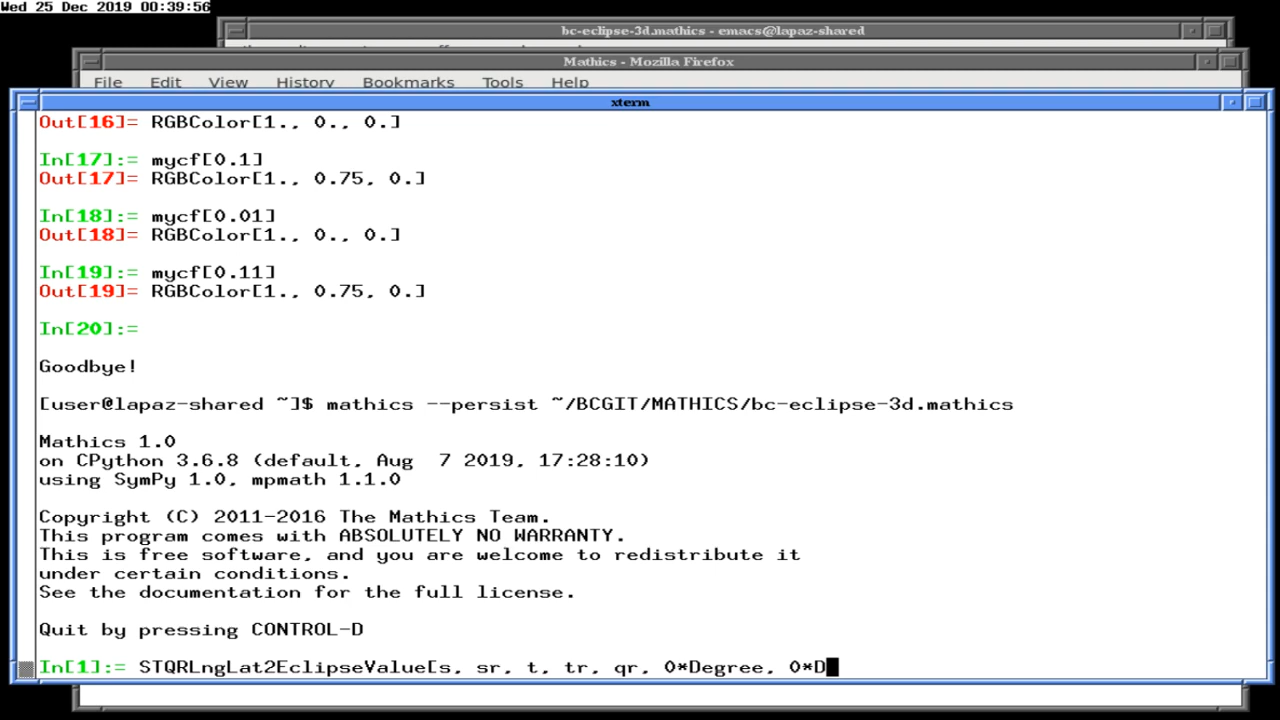 Wed 25 Dec 2019 00:39:56
bc-eclipse-3d.mathics - emacs@lapaz-shared
Mathics - Mozilla Firefox
File Edit View History Bookmarks Tools Help
xterm
Out[16]= RGBColor[1., 0., 0.]
In[17]:= mycf[0.1]
Out[17]= RGBColor[1., 0.75, 0.]
In[18]:= mycf[0.01]
Out[18]= RGBColor[1., 0., 0.]
In[19]:= mycf[0.11]
Out[19]= RGBColor[1., 0.75, 0.]
In[20]:=
Goodbye!
[user@lapaz-shared ~]$ mathics --persist ~/BCGIT/MATHICS/bc-eclipse-3d.mathics
Mathics 1.0
on CPython 3.6.8 (default, Aug  7 2019, 17:28:10)
using SymPy 1.0, mpmath 1.1.0
Copyright (C) 2011-2016 The Mathics Team.
This program comes with ABSOLUTELY NO WARRANTY.
This is free software, and you are welcome to redistribute it
under certain conditions.
See the documentation for the full license.
Quit by pressing CONTROL-D
In[1]:= STQRLngLat2EclipseValue[s, sr, t, tr, qr, 0*Degree, 0*D